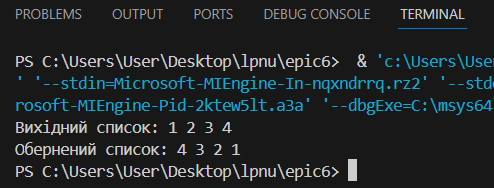 PROBLEMS OUTPUT PORTS DEBUG CONSOLE TERMINAL
PS C:\Users\User\Desktop\lpnu\epic6> & 'c:\Users\Use
' '--stdin=Microsoft-MIEngine-In-nqxndrrq.rz2' '--std
rosoft-MIEngine-Pid-2ktew5lt.a3a' '--dbgExe=C:\msys64
Вихідний список: 1 2 3 4
Обернений список: 4 3 2 1
PS C:\Users\User\Desktop\lpnu\epic6>